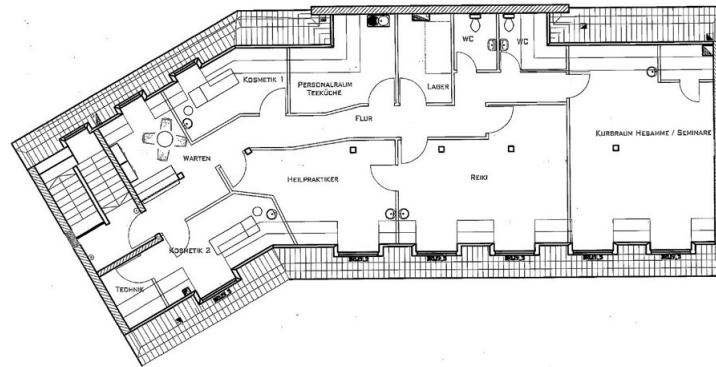 WC
WC
KOSMETIK 1
PERSONALRAUM
TEEKÜCHE
LAGER
FLUR
KURSRAUM HEBAMME / SEMINARE
WARTEN
HEILPRAKTIKER
REIKI
KOSMETIK 2
TECHNIK